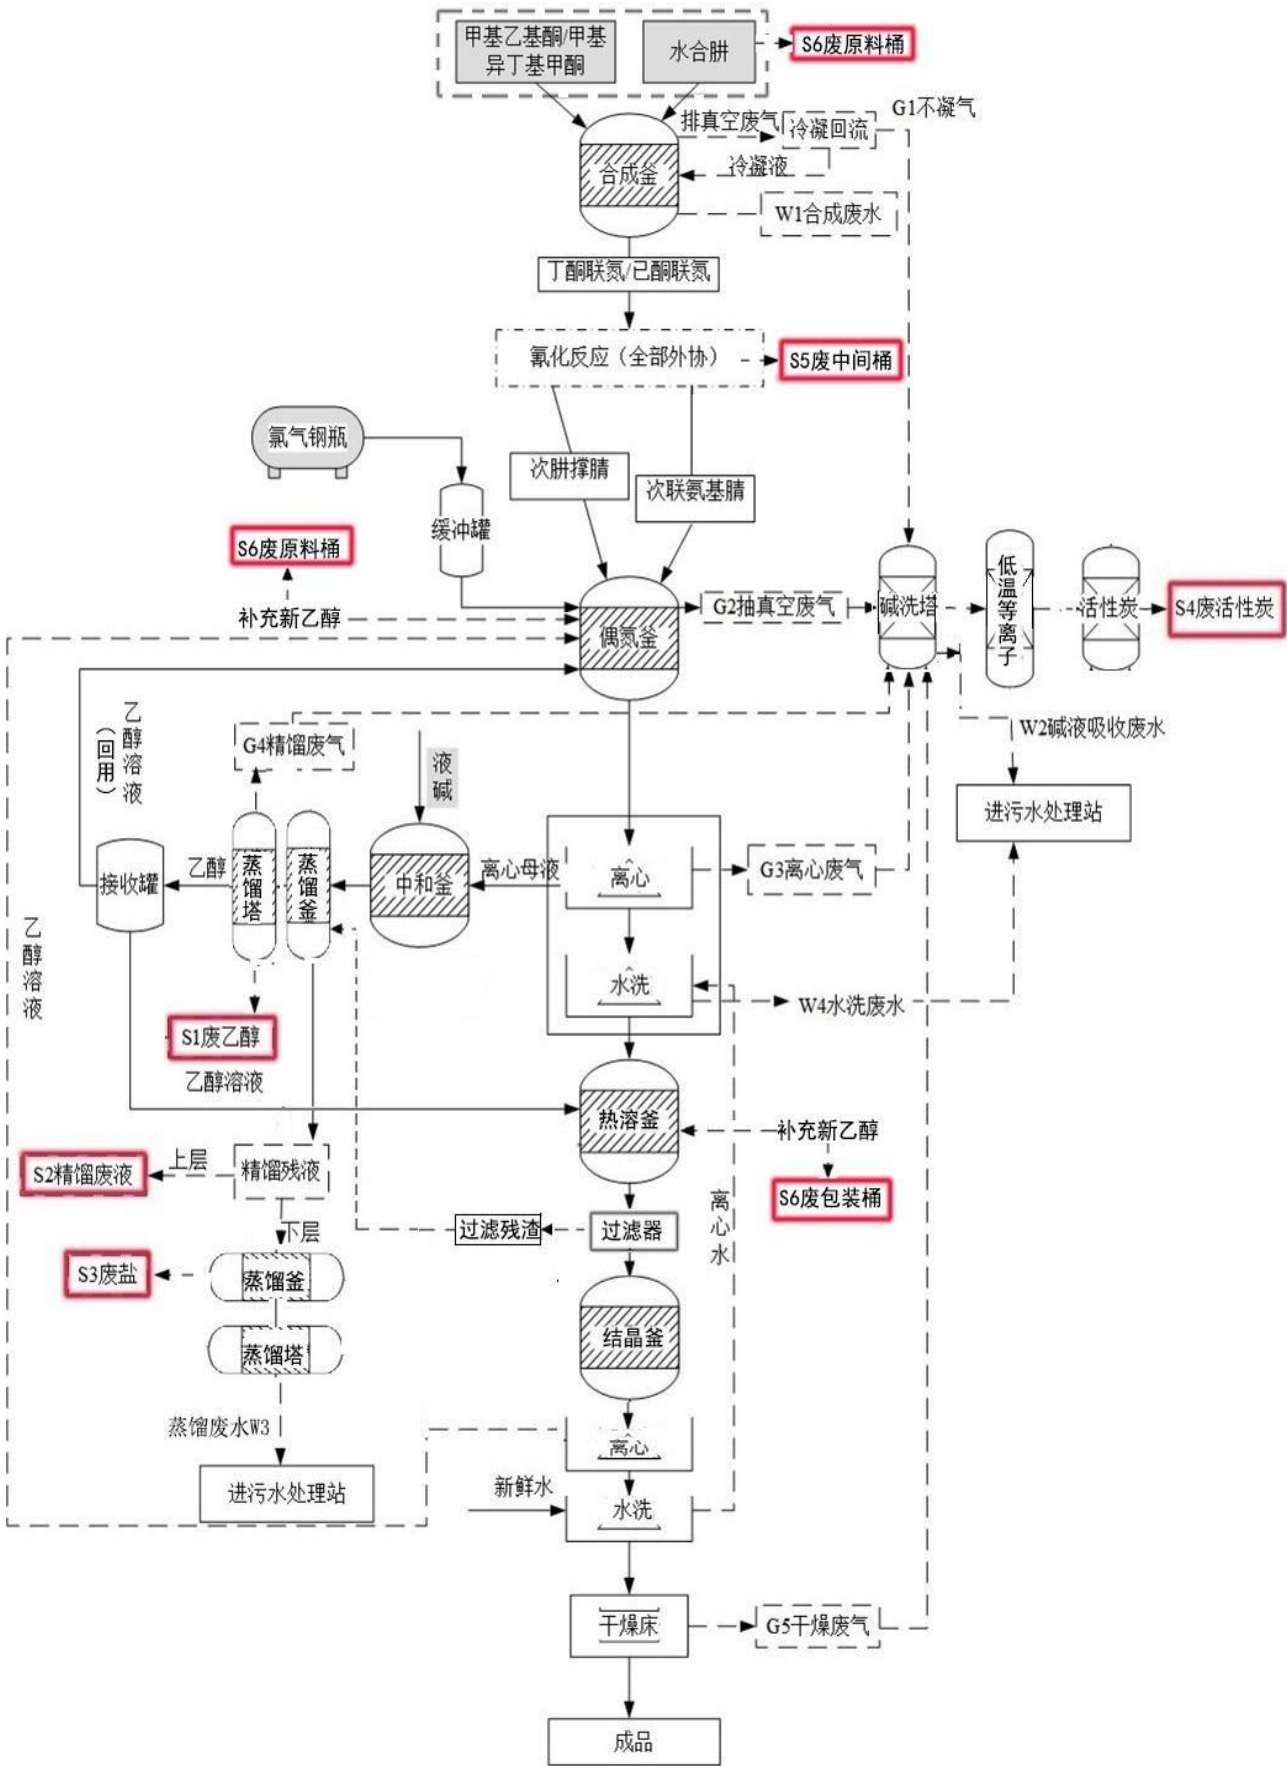 甲基乙基酮/甲基
异丁基甲酮
水合肼
S6废原料桶
G1不凝气
排真空废气
冷凝回流
冷凝液
合成釜
W1合成废水
丁酮联氮/已酮联氮
氰化反应（全部外协）
S5废中间桶
氯气钢瓶
次肼撑腈
次联氨基腈
缓冲罐
S6废原料桶
补充新乙醇
偶氮釜
G2抽真空废气
碱洗塔
低温等离子
活性炭
S4废活性炭
W2碱液吸收废水
进污水处理站
乙醇溶液
（回用）
G4精馏废气
液碱
接收罐
乙醇
蒸馏塔
蒸馏釜
中和釜
离心母液
离心
G3离心废气
水洗
W4水洗废水
乙醇溶液
S1废乙醇
乙醇溶液
热溶釜
补充新乙醇
S6废包装桶
S2精馏废液
上层
精馏残液
下层
过滤残渣
过滤器
离心水
S3废盐
蒸馏釜
结晶釜
蒸馏塔
蒸馏废水W3
离心
进污水处理站
新鲜水
水洗
干燥床
G5干燥废气
成品